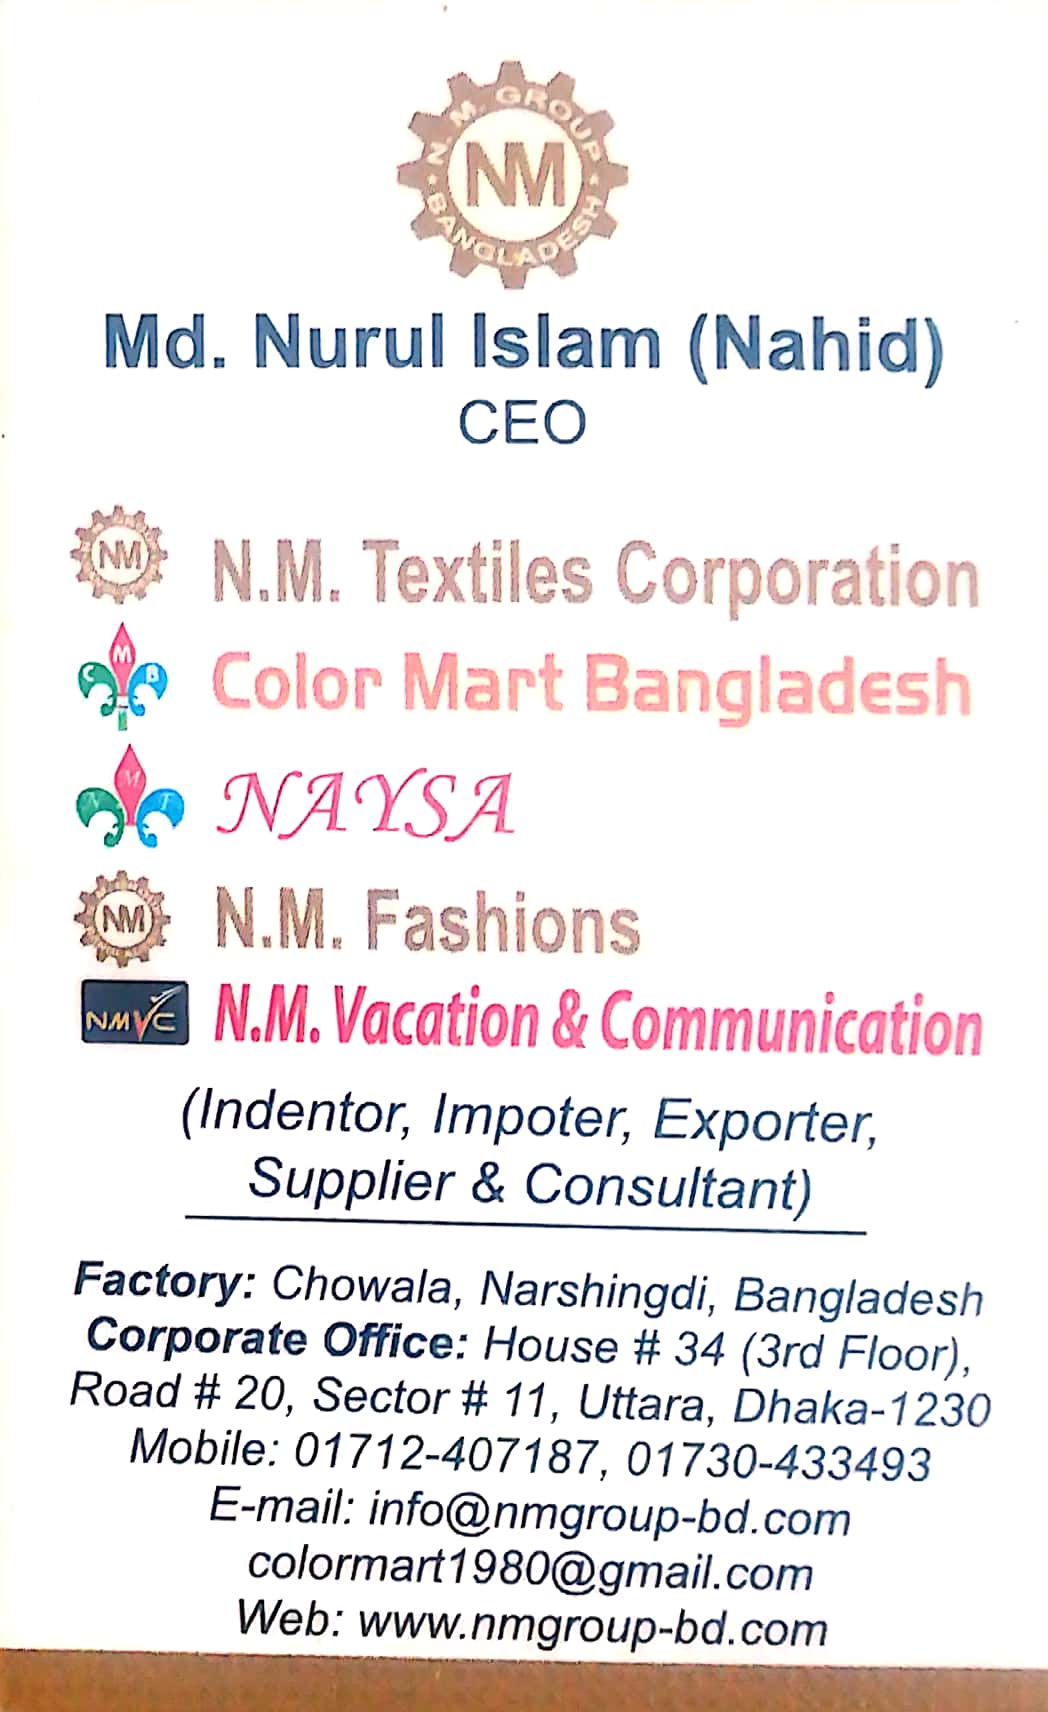 N.M. GROUP
NM
BANGLADESH
Md. Nurul Islam (Nahid)
CEO
NM N.M. Textiles Corporation
C M B Color Mart Bangladesh
N M T NAYSA
NM N.M. Fashions
NMVC N.M. Vacation & Communication
(Indentor, Impoter, Exporter,
Supplier & Consultant)
Factory: Chowala, Narshingdi, Bangladesh
Corporate Office: House # 34 (3rd Floor),
Road # 20, Sector # 11, Uttara, Dhaka-1230
Mobile: 01712-407187, 01730-433493
E-mail: info@nmgroup-bd.com
colormart1980@gmail.com
Web: www.nmgroup-bd.com